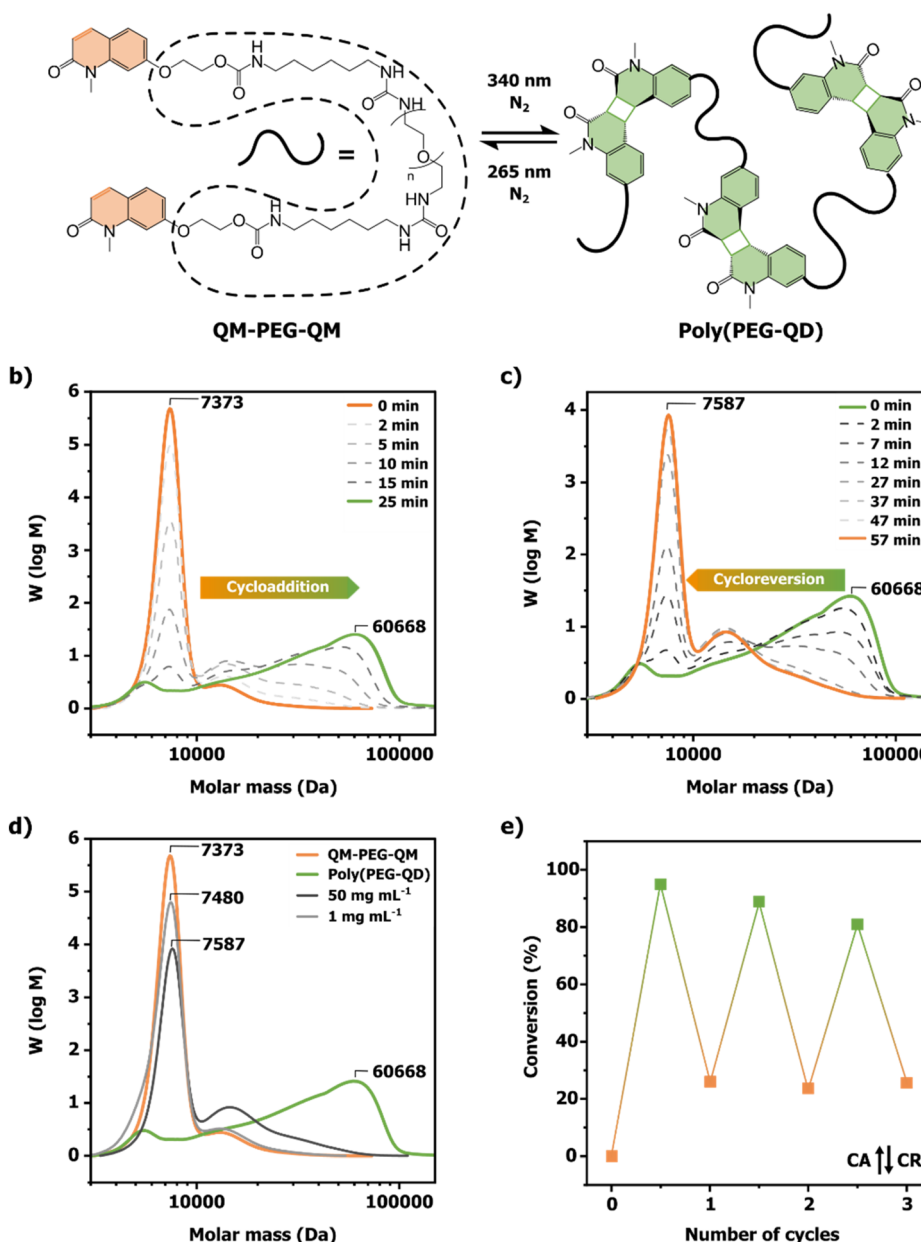 340 nm
N2
265 nm
N2
=
n
QM-PEG-QM
Poly(PEG-QD)
b)
7373
0 min
2 min
5 min
10 min
15 min
25 min
Cycloaddition
60668
W (log M)
6
5
4
3
2
1
0
10000
100000
Molar mass (Da)
c)
7587
0 min
2 min
7 min
12 min
27 min
37 min
47 min
57 min
Cycloreversion
60668
W (log M)
4
3
2
1
0
10000
100000
Molar mass (Da)
d)
7373
7480
7587
QM-PEG-QM
Poly(PEG-QD)
50 mg mL⁻¹
1 mg mL⁻¹
60668
W (log M)
6
5
4
3
2
1
0
10000
100000
Molar mass (Da)
e)
Conversion (%)
100
80
60
40
20
0
CA ↑↓ CR
0
1
2
3
Number of cycles